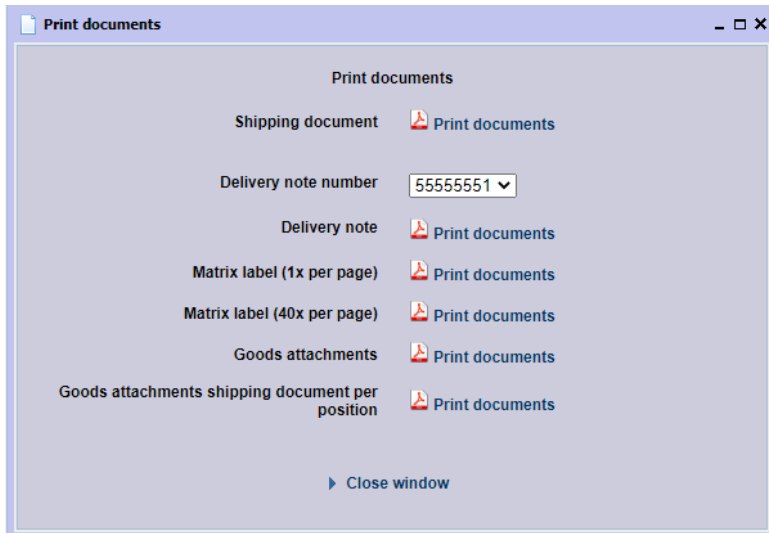 Print documents
Print documents
Shipping document Print documents
Delivery note number 55555551
Delivery note Print documents
Matrix label (1x per page) Print documents
Matrix label (40x per page) Print documents
Goods attachments Print documents
Goods attachments shipping document per
position Print documents
Close window